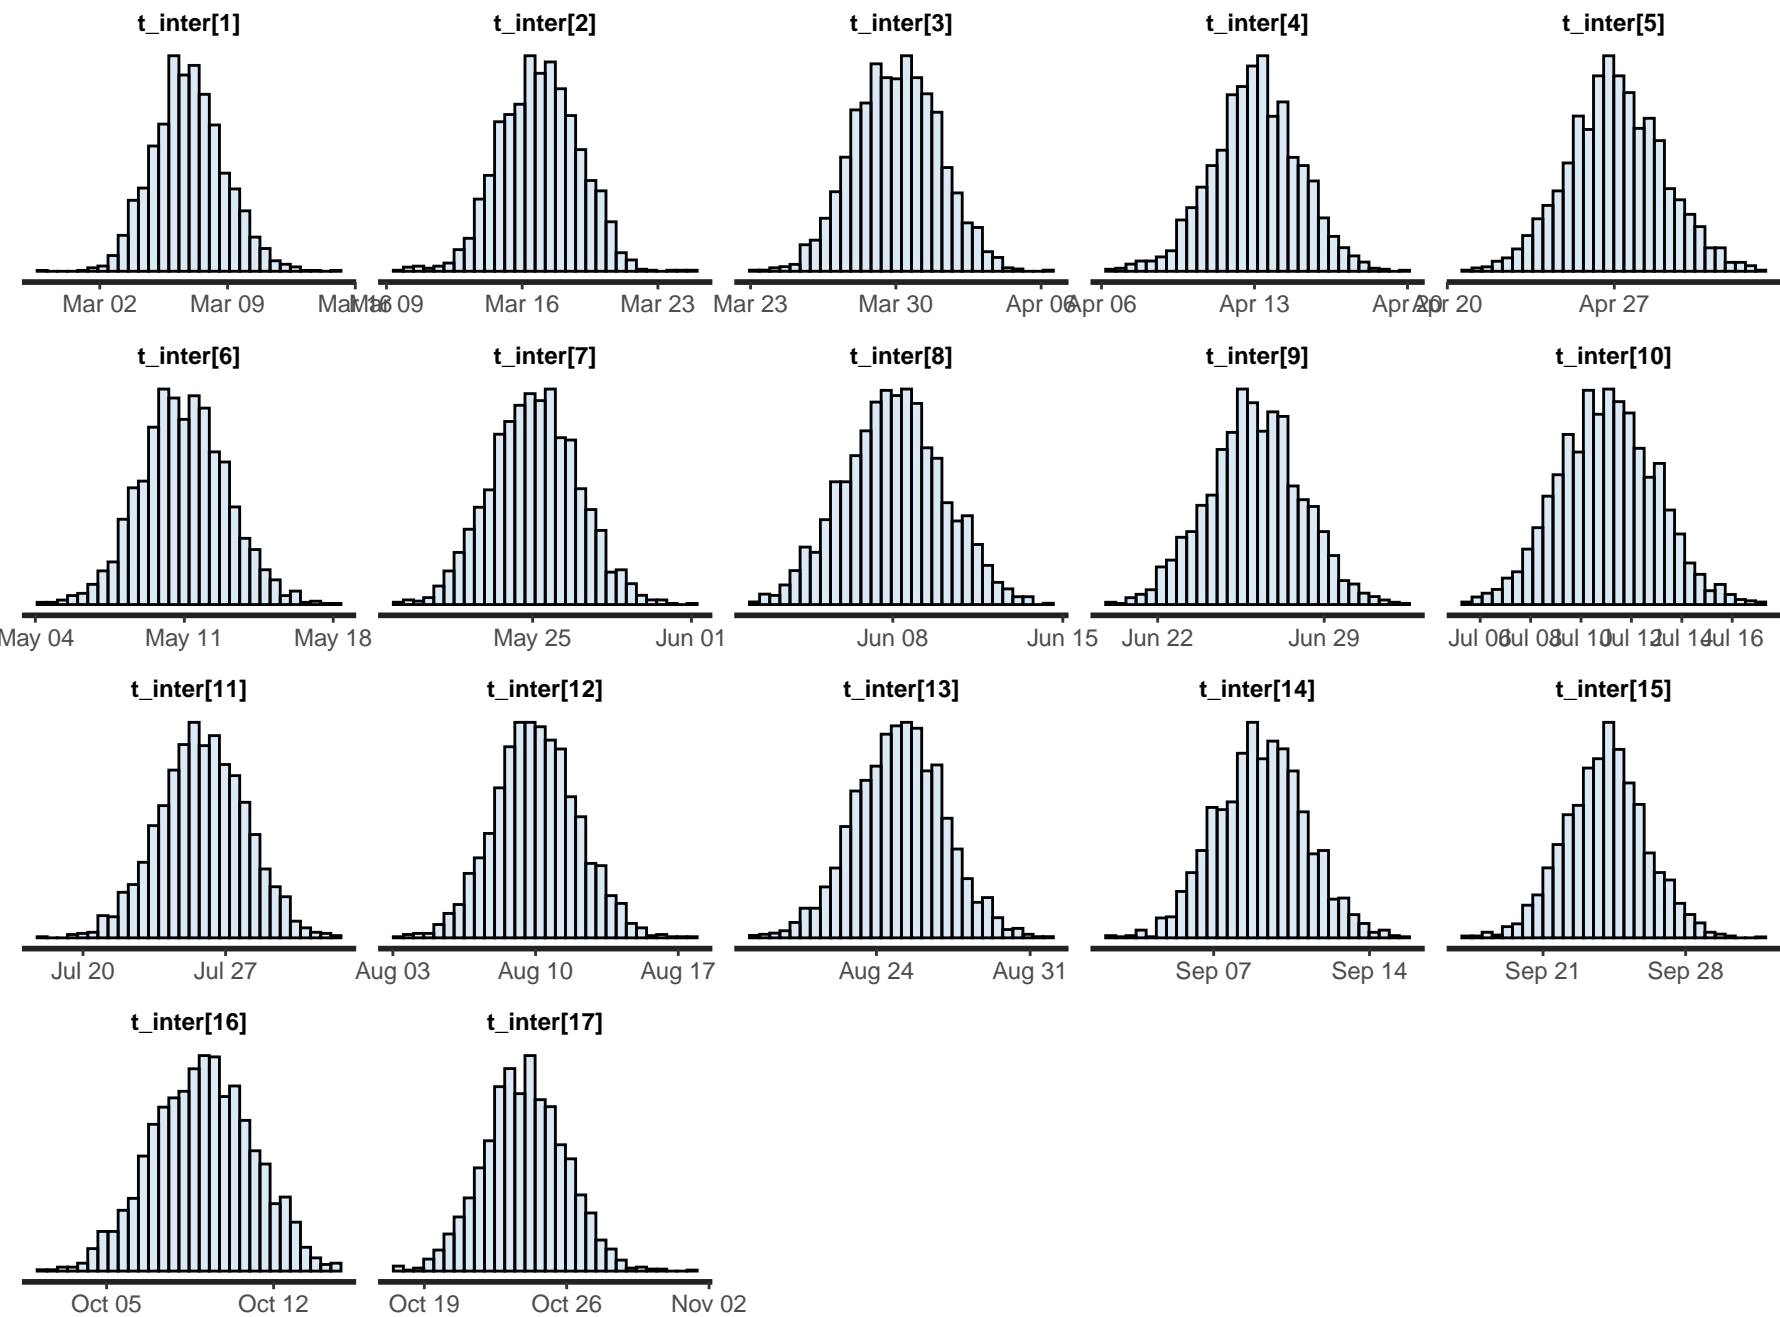 t_inter[1] t_inter[2] t_inter[3] t_inter[4] t_inter[5]
Mar 02 Mar 09 Mar 16 Mar 09 Mar 16 Mar 23 Mar 23 Mar 30 Apr 06 Apr 06 Apr 13 Apr 20 Apr 20 Apr 27
t_inter[6] t_inter[7] t_inter[8] t_inter[9] t_inter[10]
May 04 May 11 May 18 May 25 Jun 01 Jun 08 Jun 15 Jun 22 Jun 29 Jul 06 Jul 08 Jul 10 Jul 12 Jul 14 Jul 16
t_inter[11] t_inter[12] t_inter[13] t_inter[14] t_inter[15]
Jul 20 Jul 27 Aug 03 Aug 10 Aug 17 Aug 24 Aug 31 Sep 07 Sep 14 Sep 21 Sep 28
t_inter[16] t_inter[17]
Oct 05 Oct 12 Oct 19 Oct 26 Nov 02